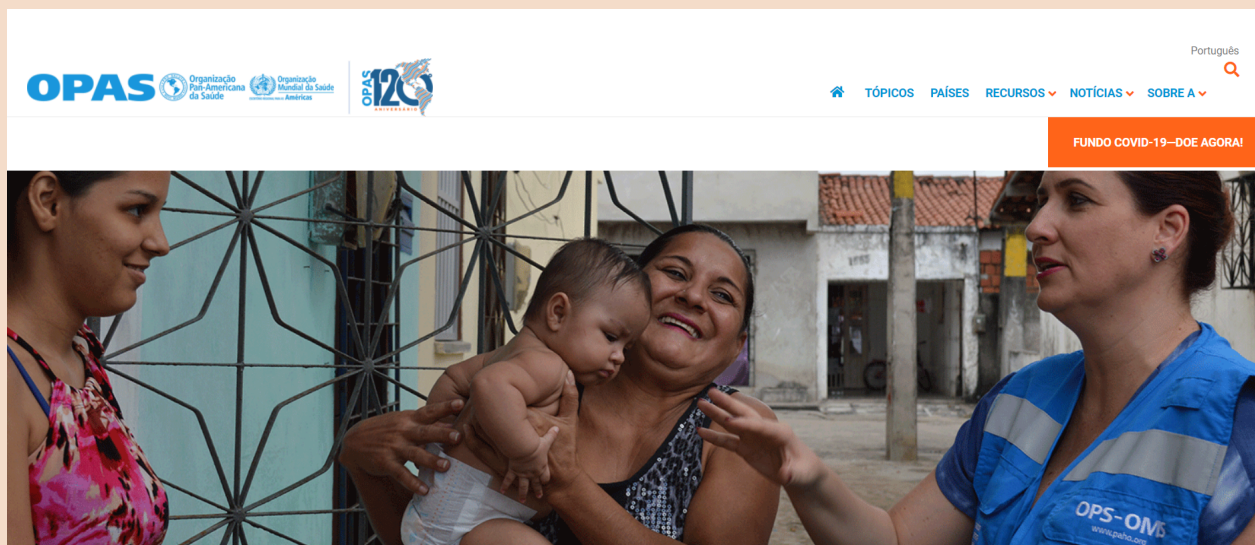 Português
OPAS
Organização
Pan-Americana
da Saúde
Organização
Mundial da Saúde
Américas
OPAS
120
ANIVERSÁRIO
TÓPICOS PAÍSES RECURSOS NOTÍCIAS SOBRE A
FUNDO COVID-19—DOE AGORA!
OPS-OMS
www.paho.org